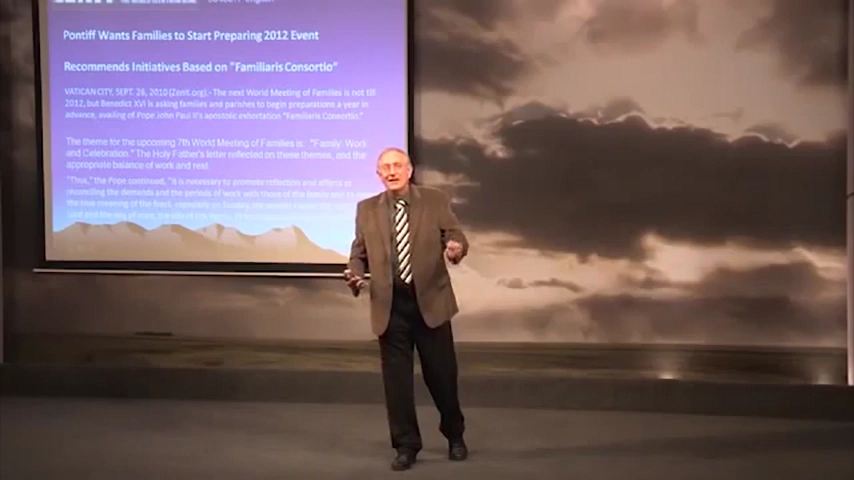 Pontiff Wants Families to Start Preparing 2012 Event
Recommends Initiatives Based on "Familiaris Consortio"
VATICAN CITY, SEPT. 26, 2010 (Zenit.org).- The next World Meeting of Families is not till
2012, but Benedict XVI is asking families and parishes to begin preparations a year in
advance, availing of Pope John Paul II's apostolic exhortation "Familaris Consortio."
The theme for the upcoming 7th World Meeting of Families is: "Family: Work
and Celebration." The Holy Father's letter reflected on these themes, and the
appropriate balance of work and rest.
"Thus," the Pope continued, "it is necessary to promote reflection and efforts at
reconciling the demands and the periods of work with those of the family and to
the true meaning of the feast, especially on Sunday,